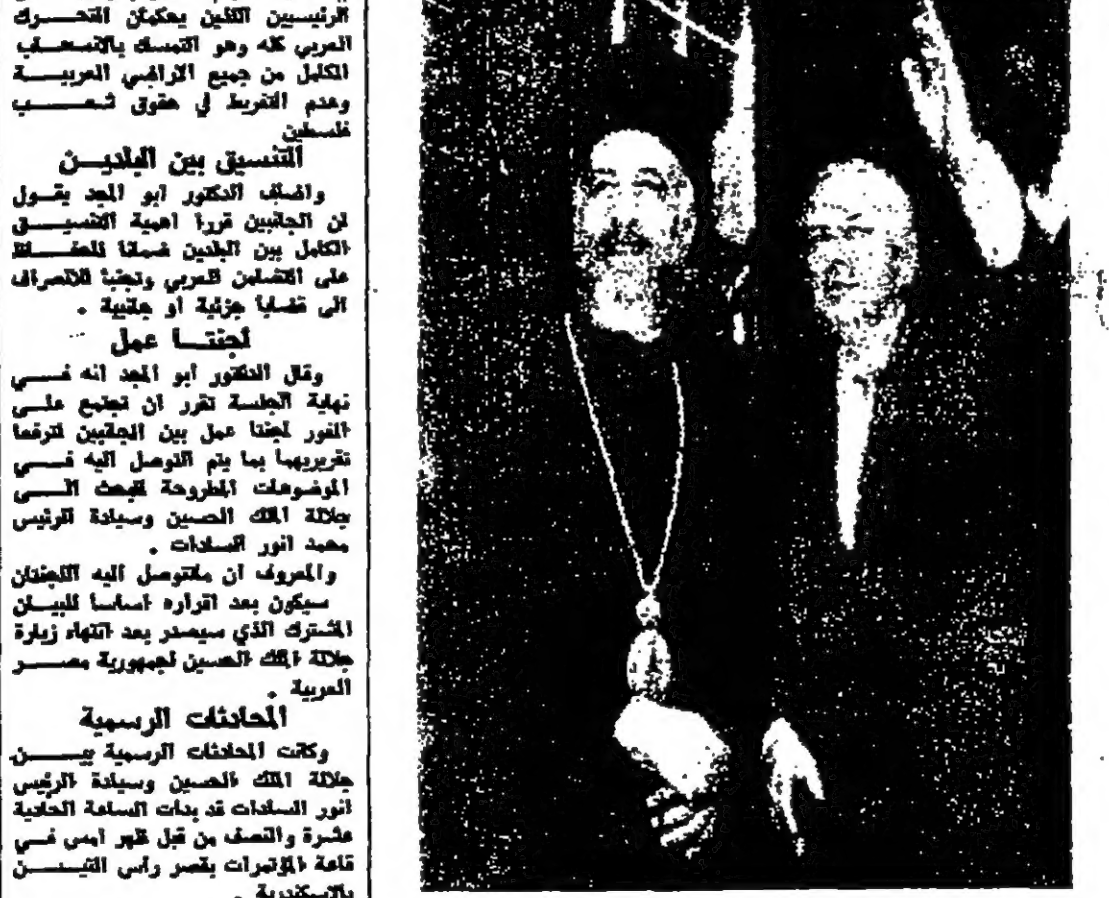 الرئيسيين اللذين يحكمان التحرك
العربي كله وهو التمسك بالانسحاب
الكامل من جميع الاراضي العربية
وعدم التفريط في حقوق شعب
فلسطين
التنسيق بين البلدين
واضاف الدكتور ابو المجد يقول
ان الجانبين قررا اهمية التنسيق
الكامل بين البلدين ضمانا للحفاظ
على التضامن العربي وتجنبا للانصراف
الى قضايا جزئية او جانبية .
لجنتا عمل
وقال الدكتور ابو المجد انه في
نهاية الجلسة تقرر ان تجتمع على
الفور لجنتا عمل بين الجانبين لترفعا
تقريريهما بما يتم التوصل اليه في
الموضوعات المطروحة للبحث الى
جلالة الملك الحسين وسيادة الرئيس
محمد انور السادات .
والمعروف ان ماتتوصل اليه اللجنتان
سيكون بعد اقراره اساسا للبيان
المشترك الذي سيصدر بعد انتهاء زيارة
جلالة الملك الحسين لجمهورية مصر
العربية .
المحادثات الرسمية
وكانت المحادثات الرسمية بين
جلالة الملك الحسين وسيادة الرئيس
انور السادات قد بدات الساعة الحادية
عشرة والنصف من قبل ظهر امس في
قاعة المؤتمرات بقصر رأس التين
بالاسكندرية .